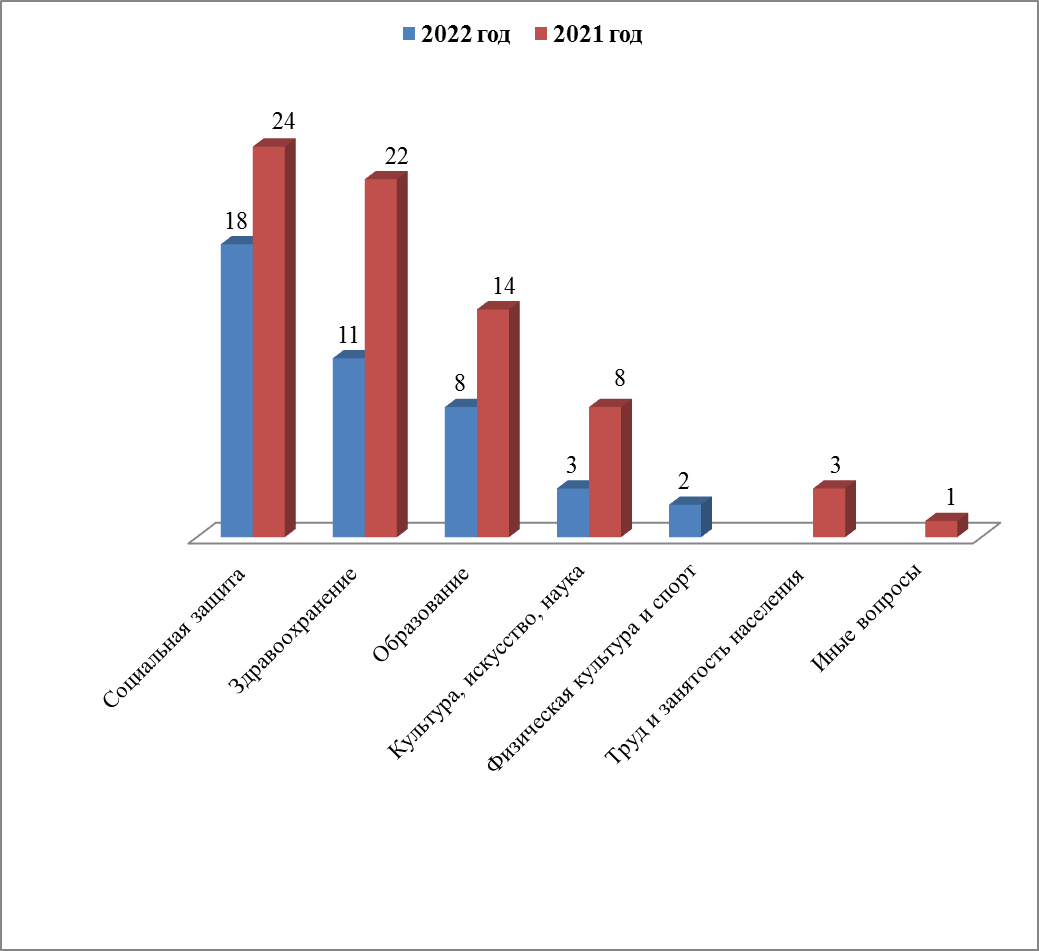 2022 год 2021 год
24
18
22
11
14
8
8
3
2
3
1
Социальная защита
Здравоохранение
Образование
Культура, искусство, наука
Физическая культура и спорт
Труд и занятость населения
Иные вопросы